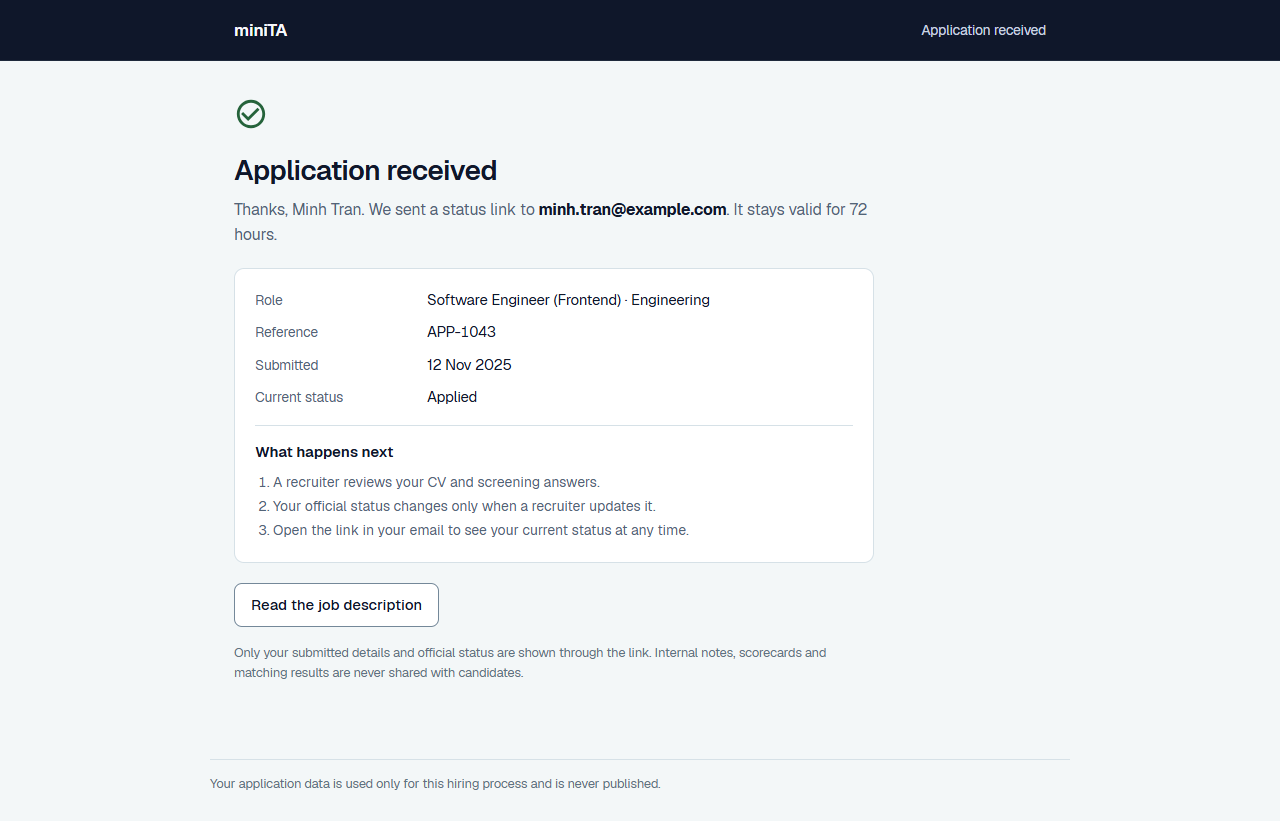 miniTA
Application received
Application received
Thanks, Minh Tran. We sent a status link to minh.tran@example.com. It stays valid for 72
hours.
Role
Software Engineer (Frontend) · Engineering
Reference
APP-1043
Submitted
12 Nov 2025
Current status
Applied
What happens next
1. A recruiter reviews your CV and screening answers.
2. Your official status changes only when a recruiter updates it.
3. Open the link in your email to see your current status at any time.
Read the job description
Only your submitted details and official status are shown through the link. Internal notes, scorecards and
matching results are never shared with candidates.
Your application data is used only for this hiring process and is never published.